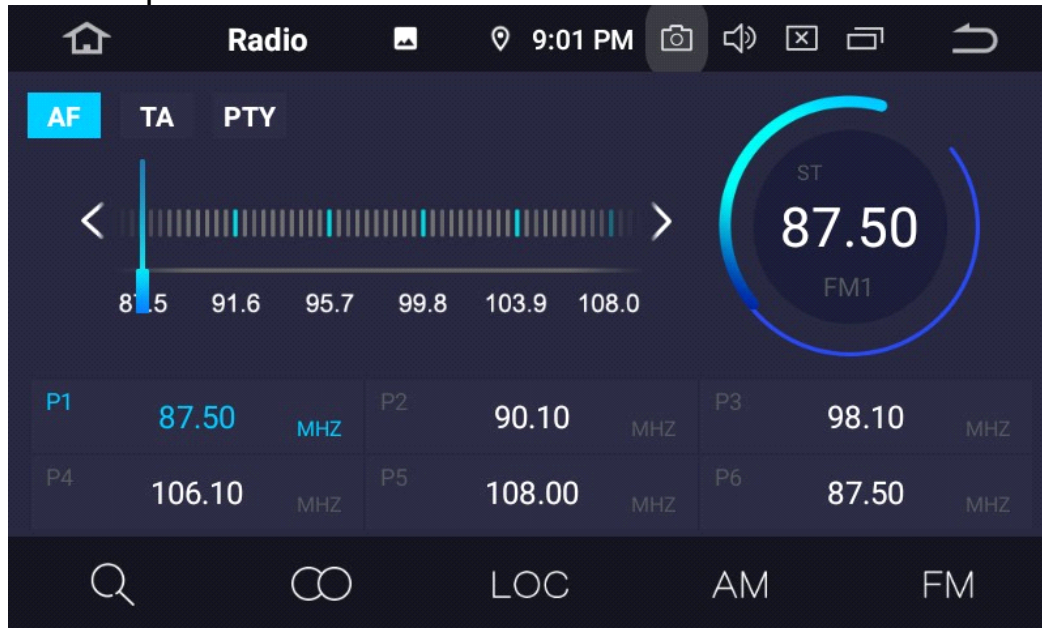 Radio 9:01 PM
AF TA PTY
ST
87.50
FM1
87.5 91.6 95.7 99.8 103.9 108.0
P1 87.50 MHZ P2 90.10 MHZ P3 98.10 MHZ
P4 106.10 MHZ P5 108.00 MHZ P6 87.50 MHZ
LOC AM FM